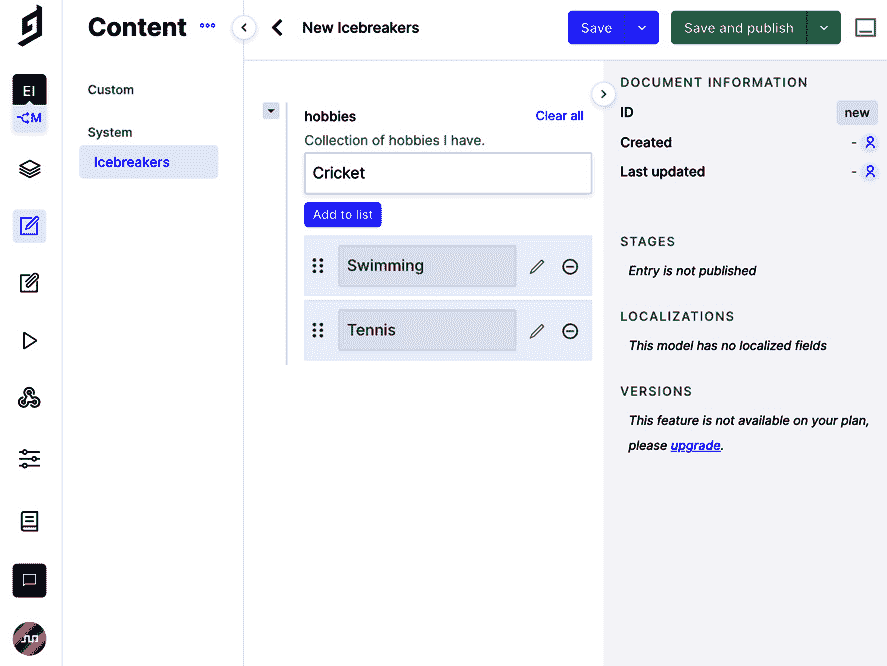 Content
New Icebreakers
Save
Save and publish
EI
M
Custom
System
Icebreakers
hobbies
Clear all
Collection of hobbies I have.
Cricket
Add to list
Swimming
Tennis
DOCUMENT INFORMATION
ID
new
Created
-
Last updated
-
STAGES
Entry is not published
LOCALIZATIONS
This model has no localized fields
VERSIONS
This feature is not available on your plan,
please upgrade.